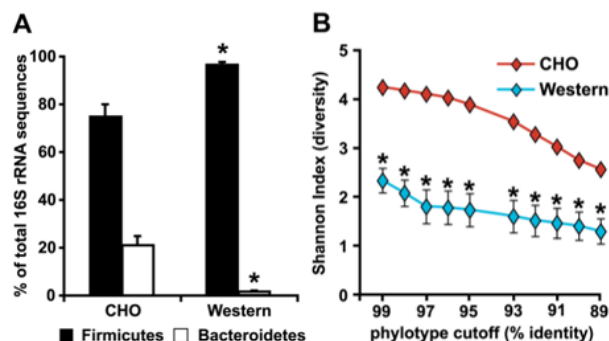 A
% of total 16S rRNA sequences
100
80
60
40
20
0
*
*
CHO Western
Firmicutes Bacteroidetes
B
Shannon Index (diversity)
5
4
3
2
1
0
CHO
Western
* * * * * * * * * *
99 97 95 93 91 89
phylotype cutoff (% identity)